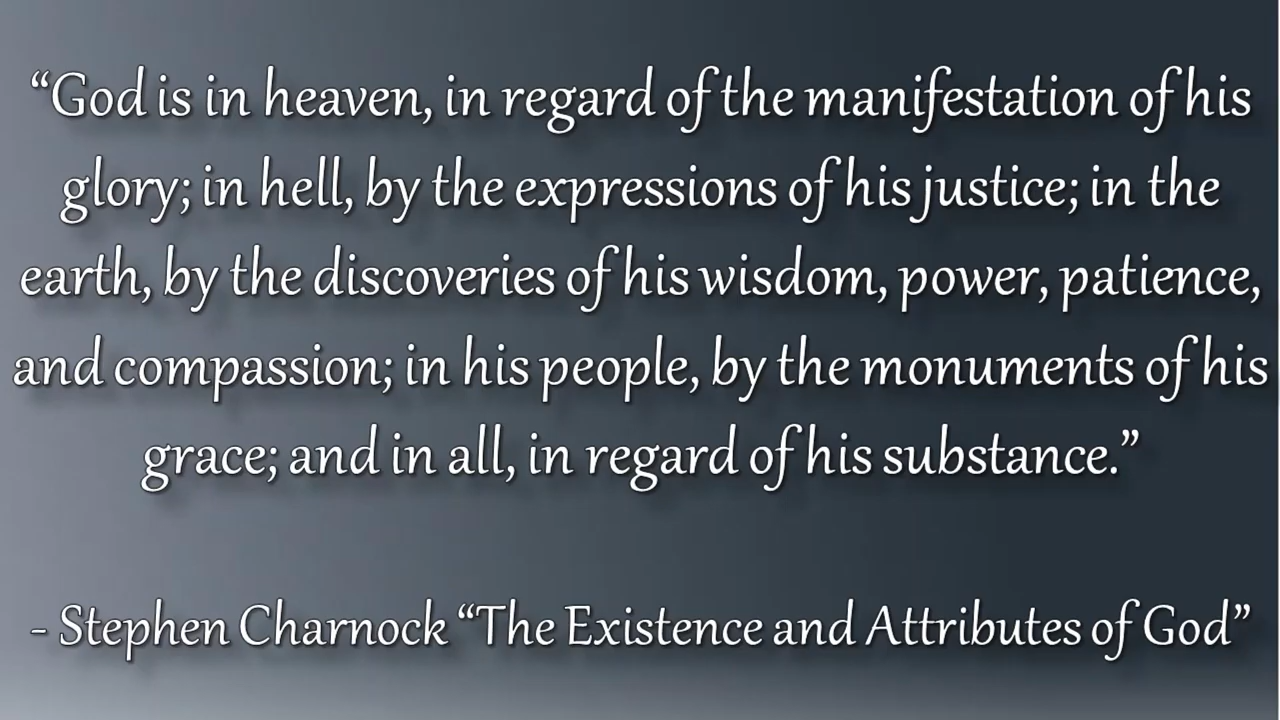 “God is in heaven, in regard of the manifestation of his
glory; in hell, by the expressions of his justice; in the
earth, by the discoveries of his wisdom, power, patience,
and compassion; in his people, by the monuments of his
grace; and in all, in regard of his substance.”
- Stephen Charnock “The Existence and Attributes of God”